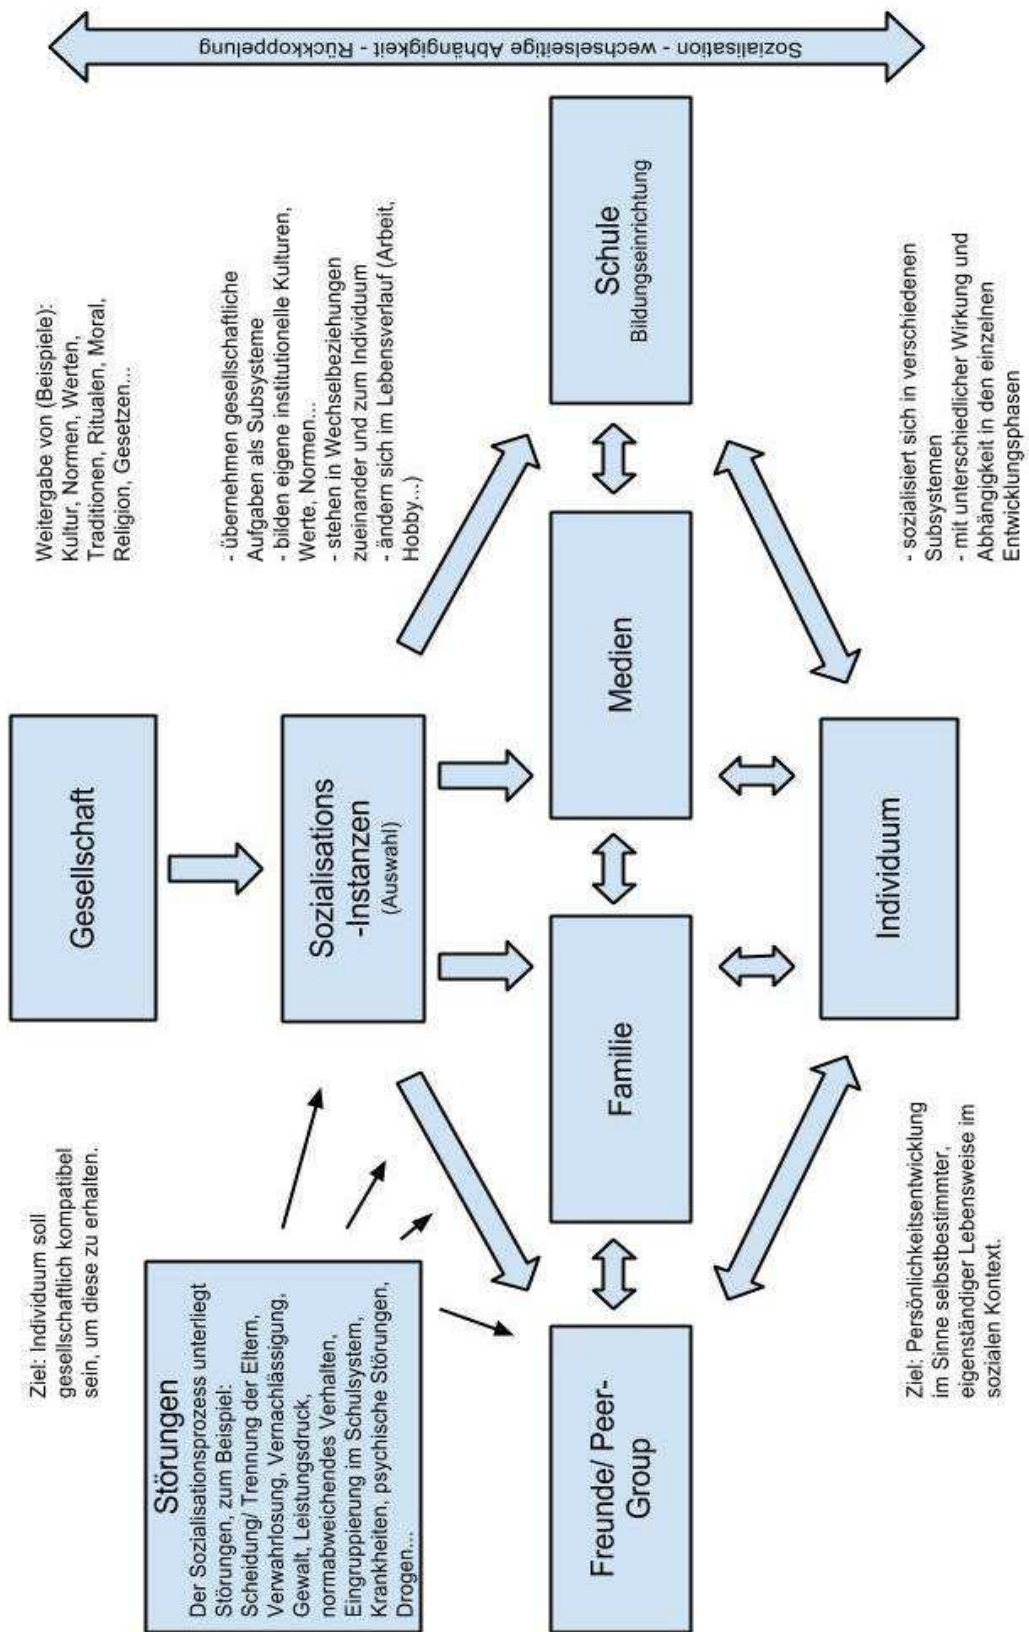 Ziel: Individuum soll
gesellschaftlich kompatibel
sein, um diese zu erhalten.
Gesellschaft
Weitergabe von (Beispiele):
Kultur, Normen, Werten,
Traditionen, Ritualen, Moral,
Religion, Gesetzen...
Störungen
Der Sozialisationsprozess unterliegt
Störungen, zum Beispiel:
Scheidung/ Trennung der Eltern,
Verwahrlosung, Vernachlässigung,
Gewalt, Leistungsdruck,
normabweichendes Verhalten,
Eingruppierung im Schulsystem,
Krankheiten, psychische Störungen,
Drogen...
Sozialisations
-Instanzen
(Auswahl)
- übernehmen gesellschaftliche
Aufgaben als Subsysteme
- bilden eigene institutionelle Kulturen,
Werte, Normen...
- stehen in Wechselbeziehungen
zueinander und zum Individuum
- ändern sich im Lebensverlauf (Arbeit,
Hobby...)
Freunde/ Peer-
Group
Familie
Medien
Schule
Bildungseinrichtung
Ziel: Persönlichkeitsentwicklung
im Sinne selbstbestimmter,
eigenständiger Lebensweise im
sozialen Kontext.
Individuum
- sozialisiert sich in verschiedenen
Subsystemen
- mit unterschiedlicher Wirkung und
Abhängigkeit in den einzelnen
Entwicklungsphasen
Sozialisation - wechselseitige Abhängigkeit - Rückkoppelung